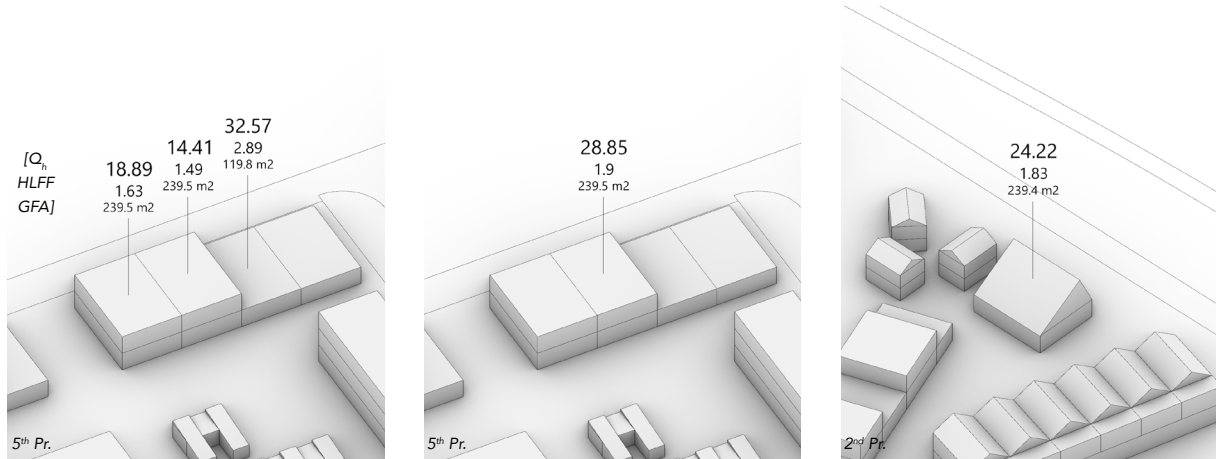 [Qh
HLFF
GFA]
18.89
1.63
239.5 m2
14.41
1.49
239.5 m2
32.57
2.89
119.8 m2
5th Pr.
28.85
1.9
239.5 m2
5th Pr.
24.22
1.83
239.4 m2
2nd Pr.